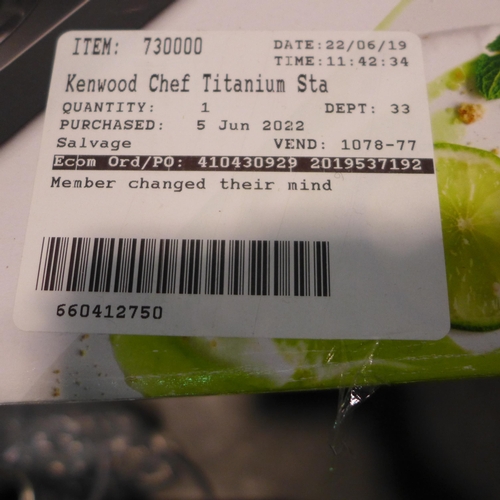 ITEM: 730000 DATE:22/06/19
TIME:11:42:34
Kenwood Chef Titanium Sta
QUANTITY: 1 DEPT: 33
PURCHASED: 5 Jun 2022
Salvage VEND: 1078-77
Ecom Ord/PO: 410430929 2019537192
Member changed their mind
660412750